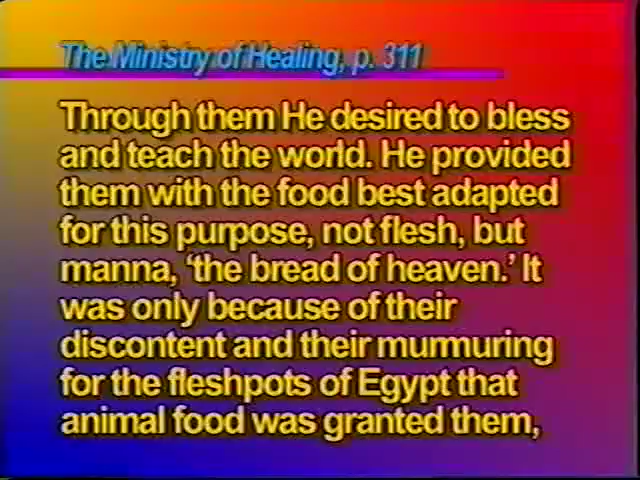 The Ministry of Healing, p. 311
Through them He desired to bless
and teach the world. He provided
them with the food best adapted
for this purpose, not flesh, but
manna, ‘the bread of heaven.’ It
was only because of their
discontent and their murmuring
for the fleshpots of Egypt that
animal food was granted them,